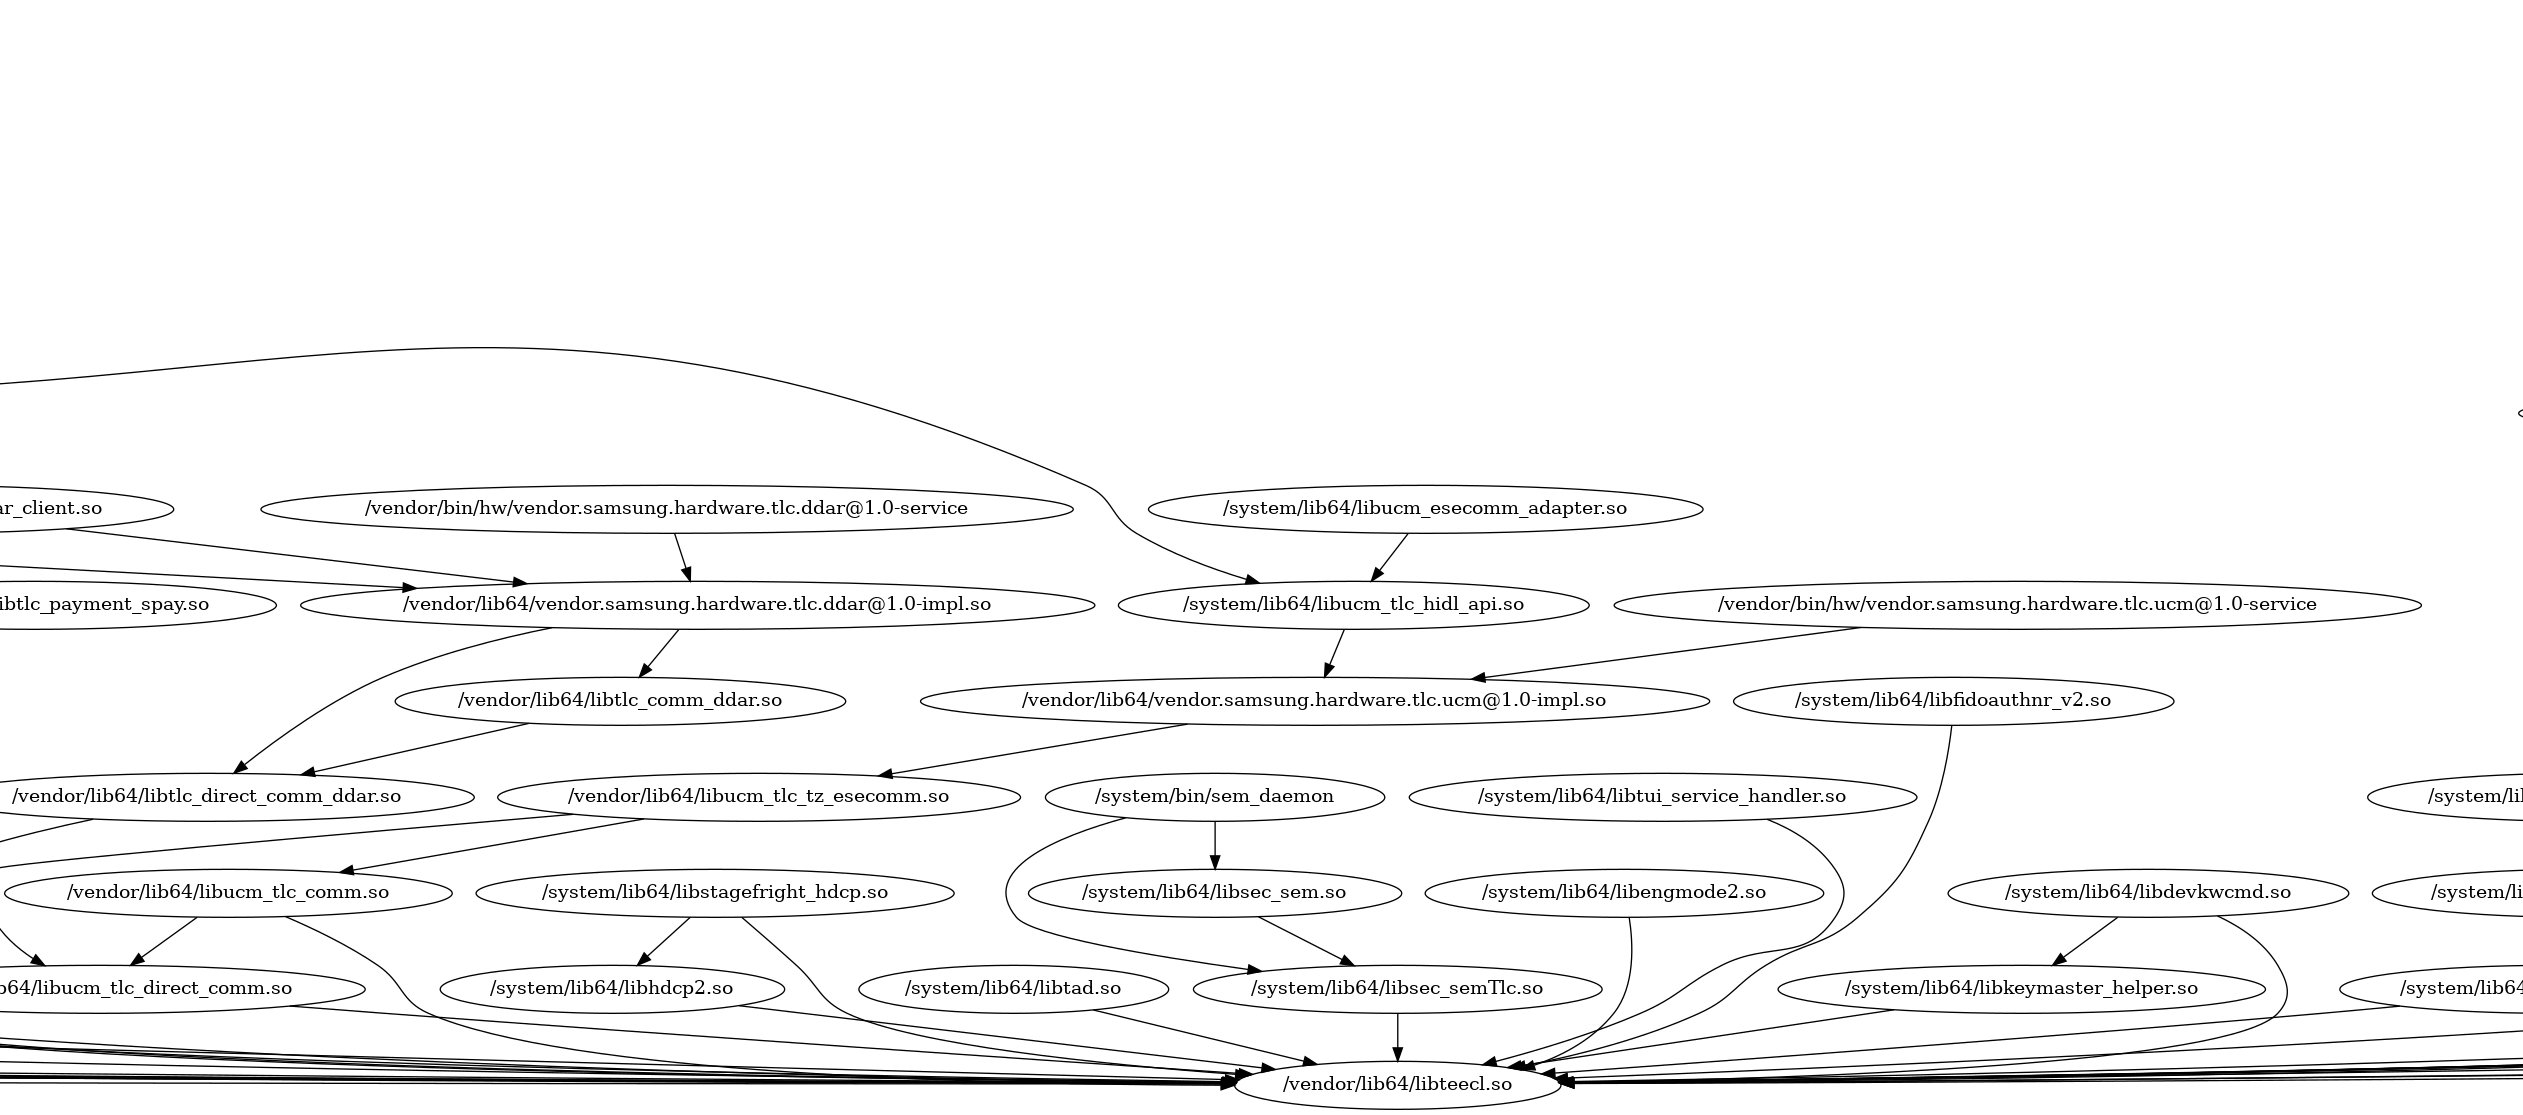 ar_client.so
/vendor/bin/hw/vendor.samsung.hardware.tlc.ddar@1.0-service
/system/lib64/libucm_esecomm_adapter.so
ibtlc_payment_spay.so
/vendor/lib64/vendor.samsung.hardware.tlc.ddar@1.0-impl.so
/system/lib64/libucm_tlc_hidl_api.so
/vendor/bin/hw/vendor.samsung.hardware.tlc.ucm@1.0-service
/vendor/lib64/libtlc_comm_ddar.so
/vendor/lib64/vendor.samsung.hardware.tlc.ucm@1.0-impl.so
/system/lib64/libfidoauthnr_v2.so
/vendor/lib64/libtlc_direct_comm_ddar.so
/vendor/lib64/libucm_tlc_tz_esecomm.so
/system/bin/sem_daemon
/system/lib64/libtui_service_handler.so
/system/lib
/vendor/lib64/libucm_tlc_comm.so
/system/lib64/libstagefright_hdcp.so
/system/lib64/libsec_sem.so
/system/lib64/libengmode2.so
/system/lib64/libdevkwcmd.so
/system/li
b64/libucm_tlc_direct_comm.so
/system/lib64/libhdcp2.so
/system/lib64/libtad.so
/system/lib64/libsec_semTlc.so
/system/lib64/libkeymaster_helper.so
/system/lib64
/vendor/lib64/libteecl.so